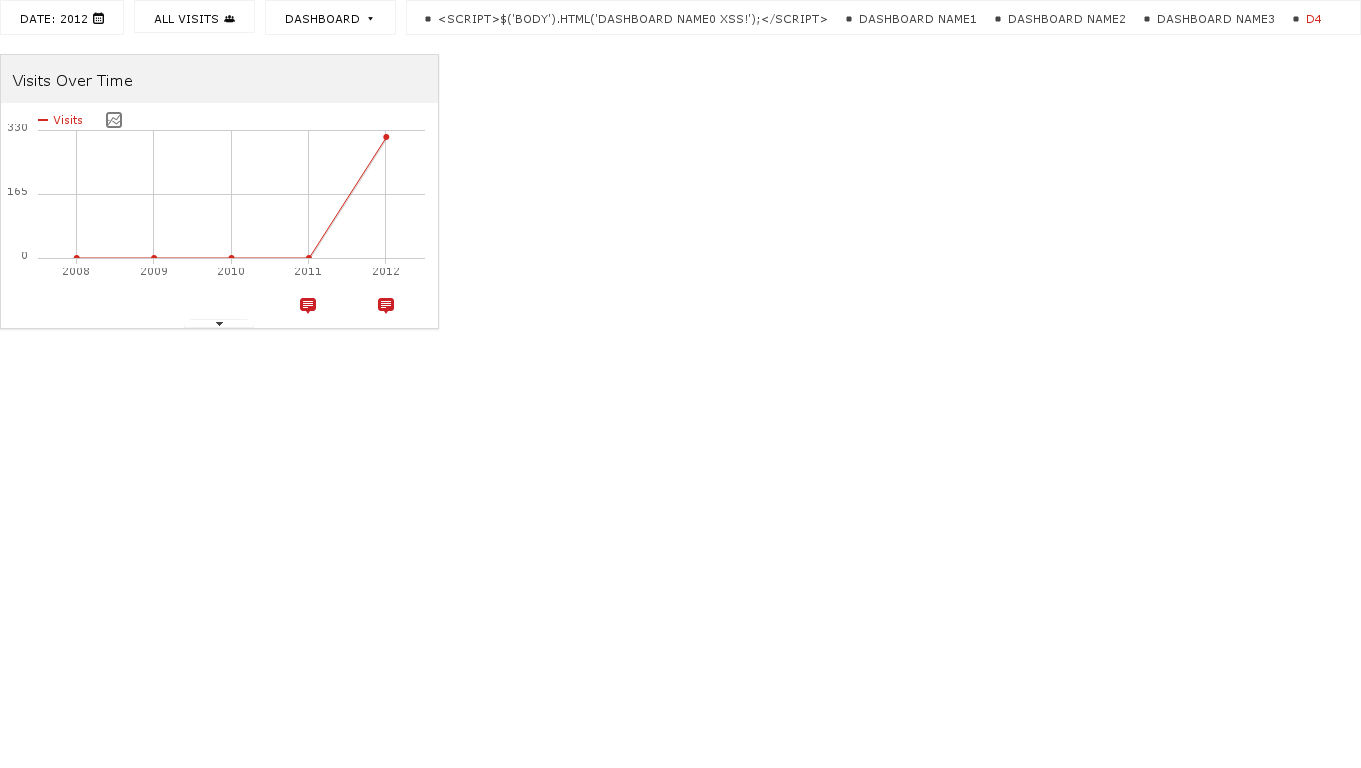 DATE: 2012 ALL VISITS DASHBOARD <SCRIPT>$('BODY').HTML('DASHBOARD NAME0 XSS!');</SCRIPT> DASHBOARD NAME1 DASHBOARD NAME2 DASHBOARD NAME3 D4
Visits Over Time
Visits
330
165
0
2008 2009 2010 2011 2012